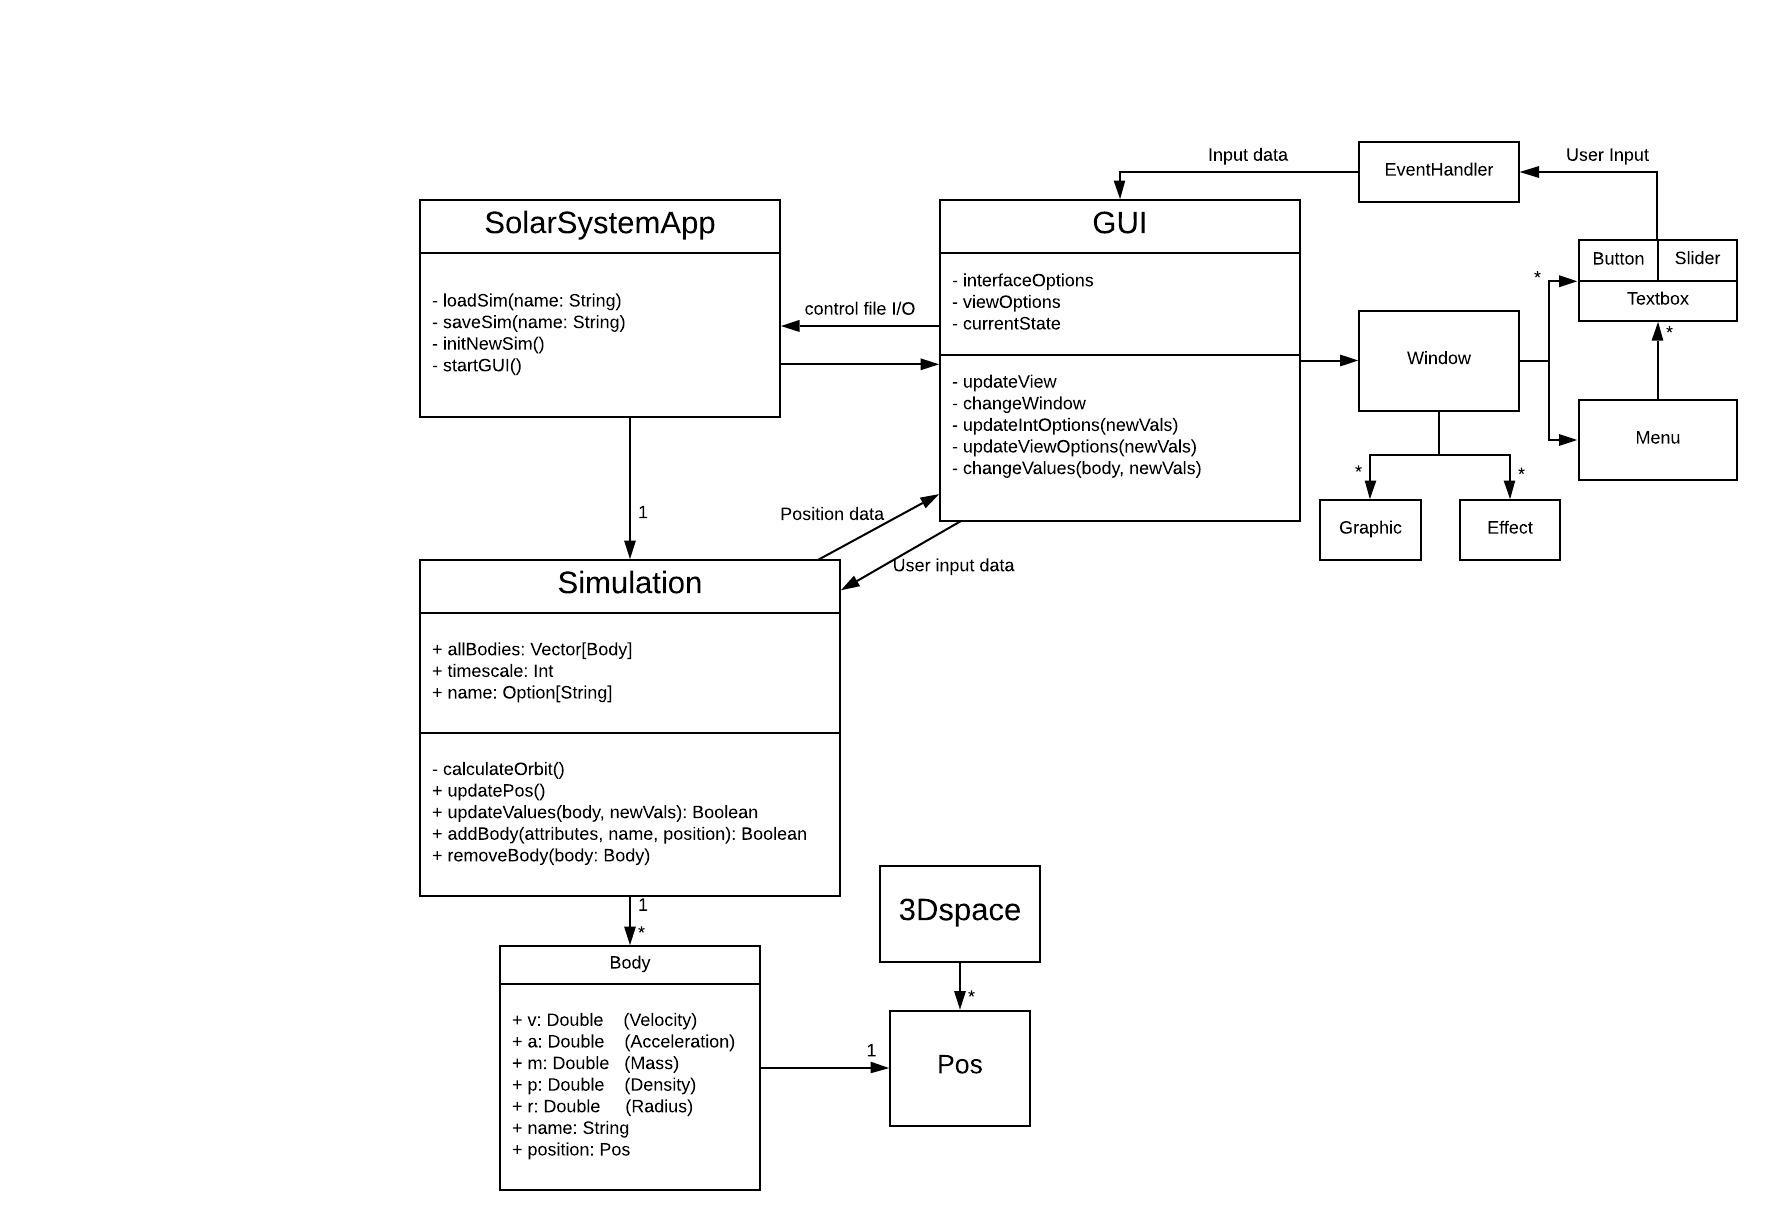 Input data
EventHandler
User Input
SolarSystemApp
- loadSim(name: String)
- saveSim(name: String)
- initNewSim()
- startGUI()
control file I/O
GUI
- interfaceOptions
- viewOptions
- currentState
- updateView
- changeWindow
- updateIntOptions(newVals)
- updateViewOptions(newVals)
- changeValues(body, newVals)
Window
*
Button
Slider
Textbox
*
Menu
*
*
Graphic
Effect
1
Position data
User input data
Simulation
+ allBodies: Vector[Body]
+ timescale: Int
+ name: Option[String]
- calculateOrbit()
+ updatePos()
+ updateValues(body, newVals): Boolean
+ addBody(attributes, name, position): Boolean
+ removeBody(body: Body)
1
*
Body
+ v: Double (Velocity)
+ a: Double (Acceleration)
+ m: Double (Mass)
+ p: Double (Density)
+ r: Double (Radius)
+ name: String
+ position: Pos
3Dspace
*
1
Pos